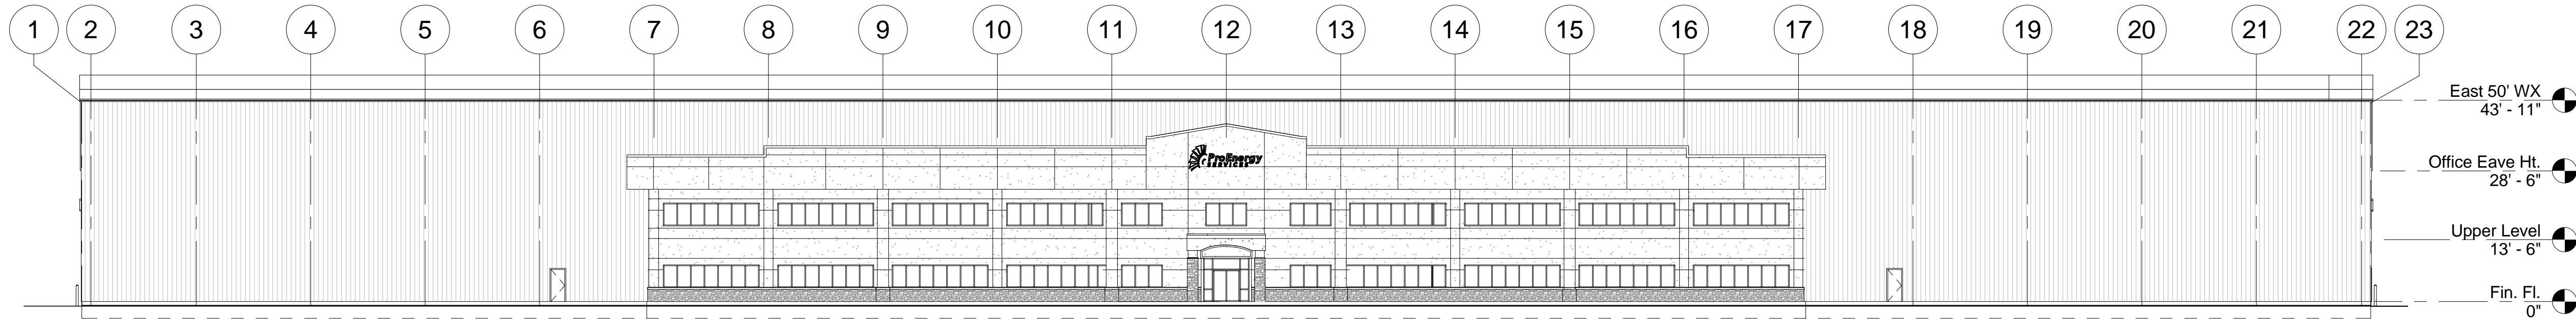 1 2 3 4 5 6 7 8 9 10 11 12 13 14 15 16 17 18 19 20 21 22 23
East 50' WX
43' - 11"
ProEnergy
SERVICES
Office Eave Ht.
28' - 6"
Upper Level
13' - 6"
Fin. Fl.
0"